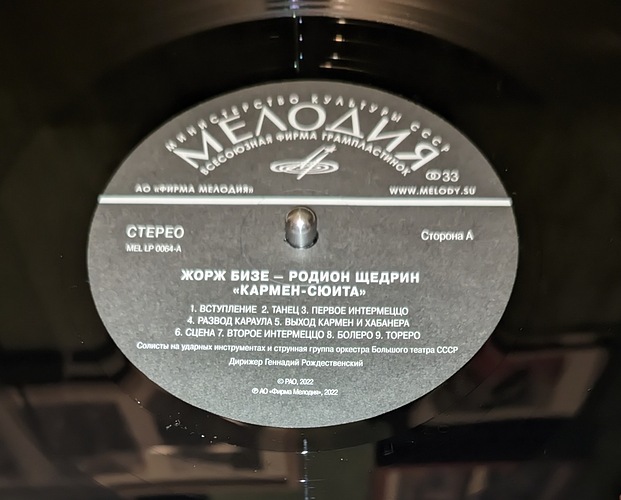 МИНИСТЕРСТВО КУЛЬТУРЫ СССР
МЕЛОДИЯ
ВСЕСОЮЗНАЯ ФИРМА ГРАМПЛАСТИНОК
33
АО «ФИРМА МЕЛОДИЯ»
WWW.MELODY.SU
СТЕРЕО
MEL LP 0064-A
Сторона А
ЖОРЖ БИЗЕ – РОДИОН ЩЕДРИН
«КАРМЕН-СЮИТА»
1. ВСТУПЛЕНИЕ 2. ТАНЕЦ 3. ПЕРВОЕ ИНТЕРМЕЦЦО
4. РАЗВОД КАРАУЛА 5. ВЫХОД КАРМЕН И ХАБАНЕРА
6. СЦЕНА 7. ВТОРОЕ ИНТЕРМЕЦЦО 8. БОЛЕРО 9. ТОРЕРО
Солисты на ударных инструментах и струнная группа оркестра Большого театра СССР
Дирижер Геннадий Рождественский
© РАО, 2022
℗ АО «Фирма Мелодия», 2022